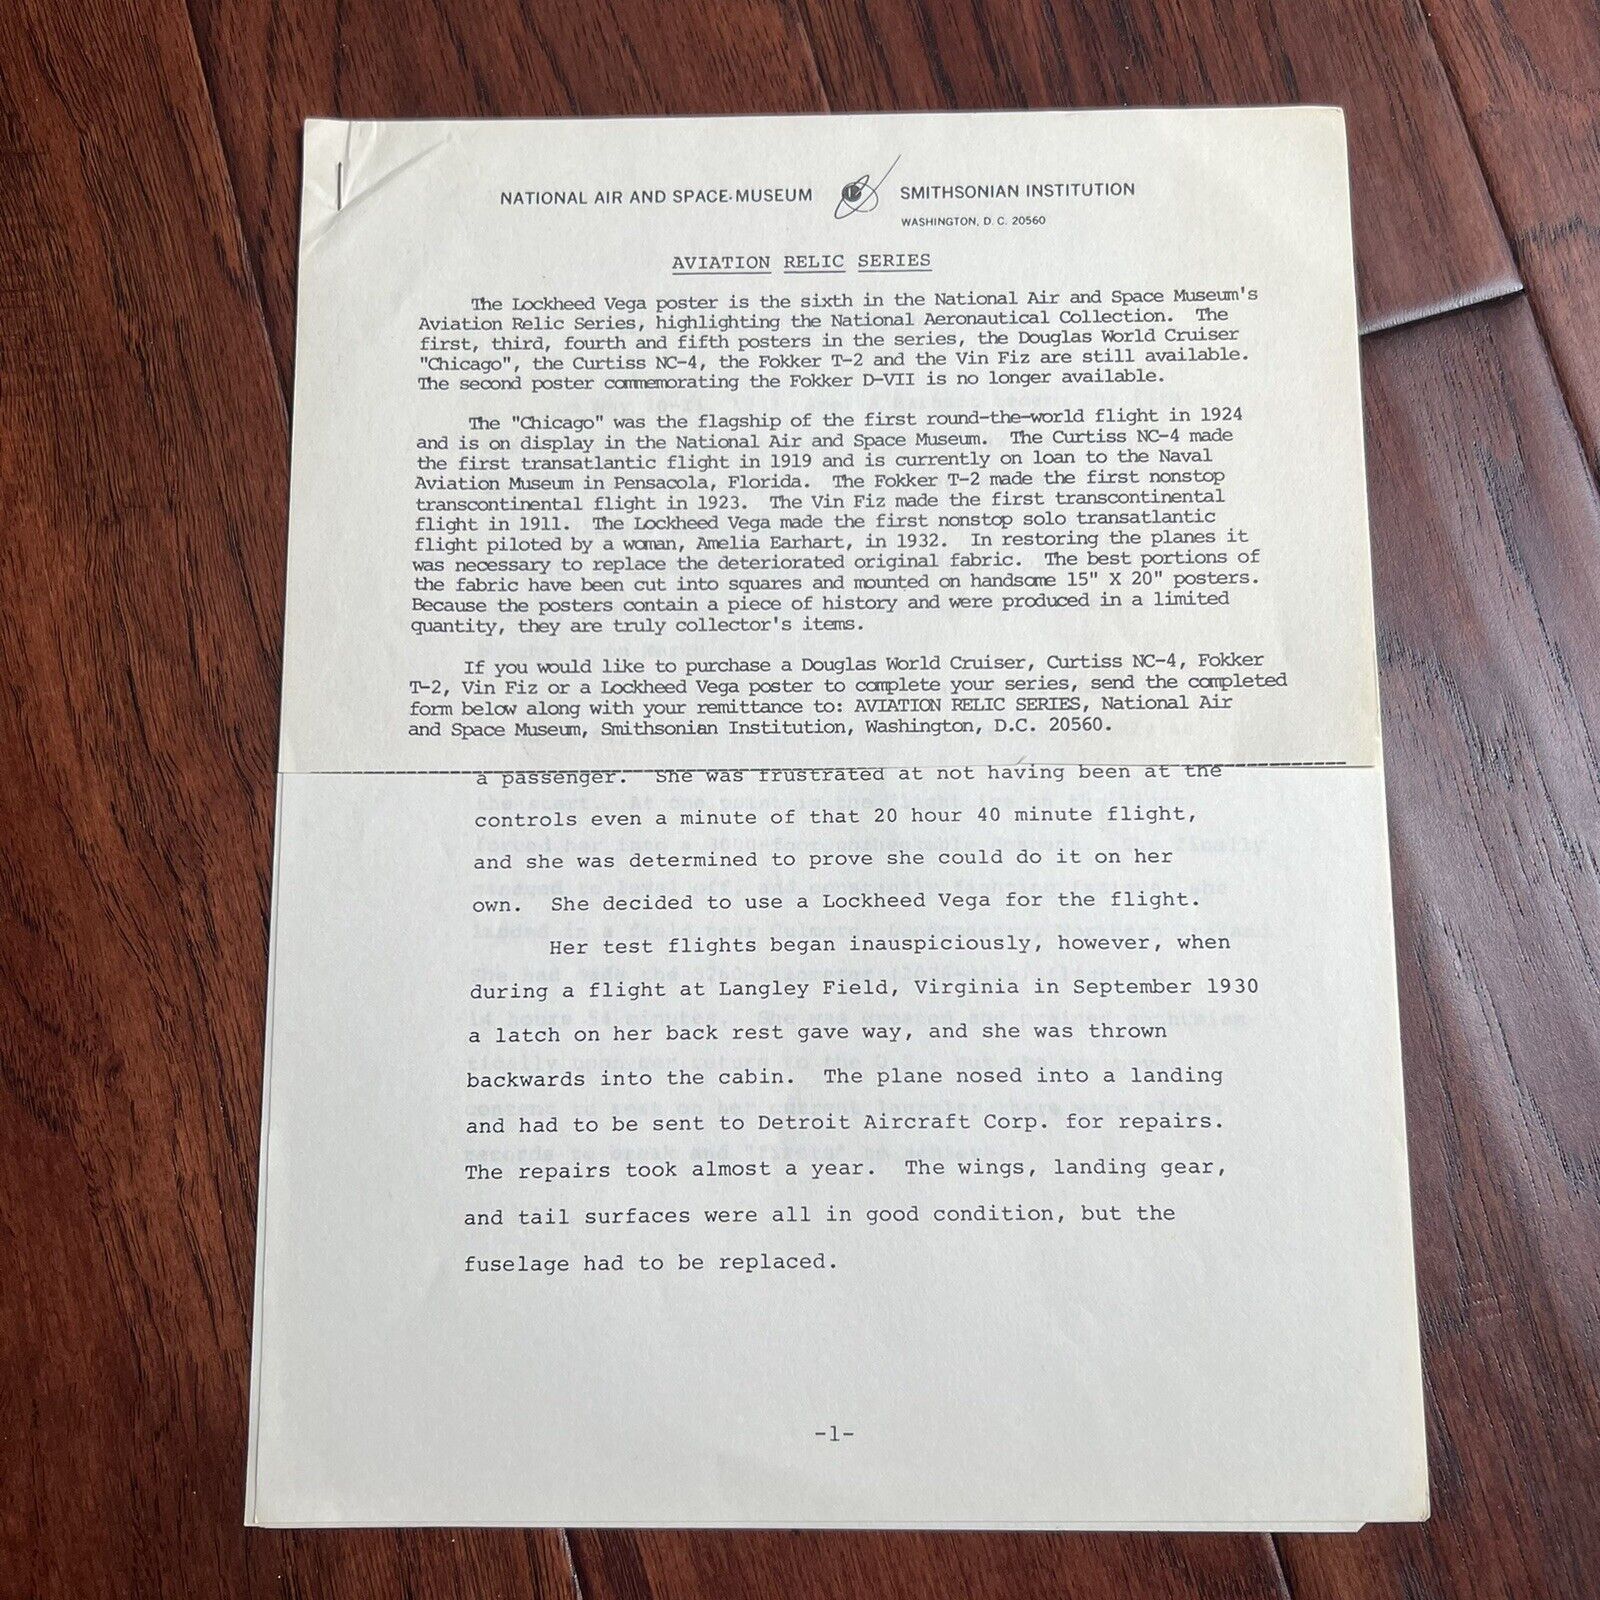 NATIONAL AIR AND SPACE MUSEUM SMITHSONIAN INSTITUTION
WASHINGTON, D. C. 20560
AVIATION RELIC SERIES
The Lockheed Vega poster is the sixth in the National Air and Space Museum's
Aviation Relic Series, highlighting the National Aeronautical Collection. The
first, third, fourth and fifth posters in the series, the Douglas World Cruiser
"Chicago", the Curtiss NC-4, the Fokker T-2 and the Vin Fiz are still available.
The second poster commemorating the Fokker D-VII is no longer available.
The "Chicago" was the flagship of the first round-the-world flight in 1924
and is on display in the National Air and Space Museum. The Curtiss NC-4 made
the first transatlantic flight in 1919 and is currently on loan to the Naval
Aviation Museum in Pensacola, Florida. The Fokker T-2 made the first nonstop
transcontinental flight in 1923. The Vin Fiz made the first transcontinental
flight in 1911. The Lockheed Vega made the first nonstop solo transatlantic
flight piloted by a woman, Amelia Earhart, in 1932. In restoring the planes it
was necessary to replace the deteriorated original fabric. The best portions of
the fabric have been cut into squares and mounted on handsome 15" X 20" posters.
Because the posters contain a piece of history and were produced in a limited
quantity, they are truly collector's items.
If you would like to purchase a Douglas World Cruiser, Curtiss NC-4, Fokker
T-2, Vin Fiz or a Lockheed Vega poster to complete your series, send the completed
form below along with your remittance to: AVIATION RELIC SERIES, National Air
and Space Museum, Smithsonian Institution, Washington, D.C. 20560.
a passenger. She was frustrated at not having been at the
controls even a minute of that 20 hour 40 minute flight,
and she was determined to prove she could do it on her
own. She decided to use a Lockheed Vega for the flight.
Her test flights began inauspiciously, however, when
during a flight at Langley Field, Virginia in September 1930
a latch on her back rest gave way, and she was thrown
backwards into the cabin. The plane nosed into a landing
and had to be sent to Detroit Aircraft Corp. for repairs.
The repairs took almost a year. The wings, landing gear,
and tail surfaces were all in good condition, but the
fuselage had to be replaced.
-1-